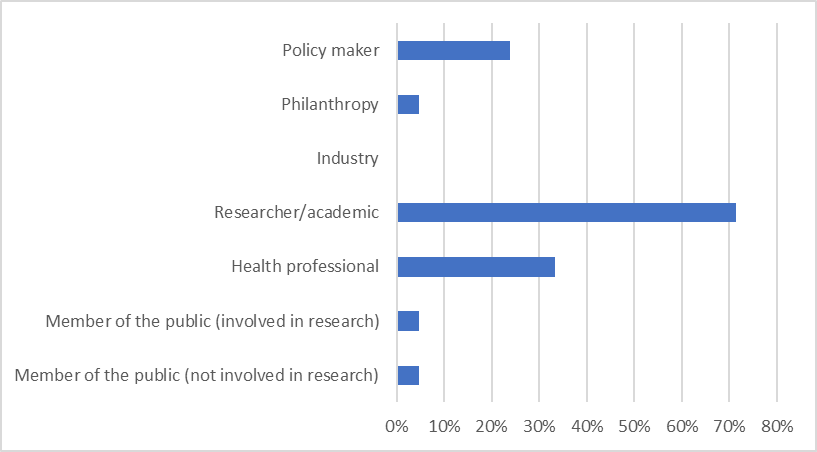 Policy maker
Philanthropy
Industry
Researcher/academic
Health professional
Member of the public (involved in research)
Member of the public (not involved in research)
0% 10% 20% 30% 40% 50% 60% 70% 80%